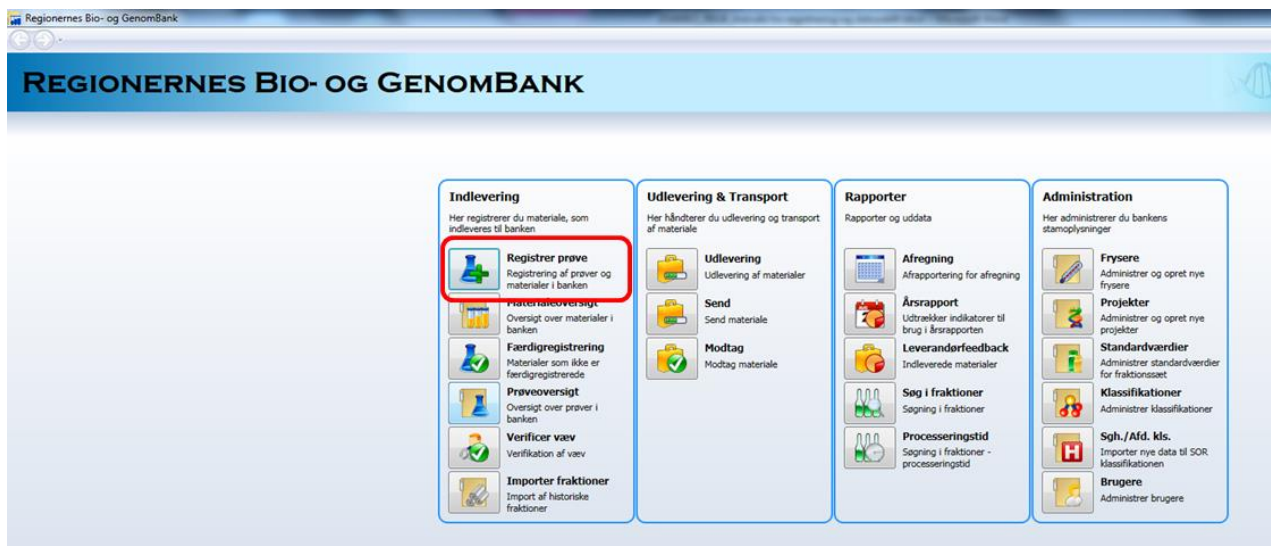 Regionernes Bio- og GenomBank
REGIONERNES BIO- OG GENOMBANK
Indlevering
Her registrerer du materiale, som
indleveres til banken
Registrer prøve
Registrering af prøver og
materialer i banken
Materialeoversigt
Oversigt over materialer i
banken
Færdigregistrering
Materialer som ikke er
færdigregistrerede
Prøveoversigt
Oversigt over prøver i
banken
Verificer væv
Verifikation af væv
Importer fraktioner
Import af historiske
fraktioner
Udlevering & Transport
Her håndterer du udlevering og transport
af materiale
Udlevering
Udlevering af materialer
Send
Send materiale
Modtag
Modtag materiale
Rapporter
Rapporter og uddata
Afregning
Afrapportering for afregning
Årsrapport
Udtrækker indikatorer til
brug i årsrapporten
Leverandørfeedback
Indleverede materialer
Søg i fraktioner
Søgning i fraktioner
Processeringstid
Søgning i fraktioner -
processeringstid
Administration
Her administrerer du bankens
stamoplysninger
Frysere
Administrer og opret nye
frysere
Projekter
Administrer og opret nye
projekter
Standardværdier
Administrer standardværdier
for fraktionssæt
Klassifikationer
Administrer klassifikationer
Sgh./Afd. kls.
Importer nye data til SOR
klassifikationen
Brugere
Administrer brugere